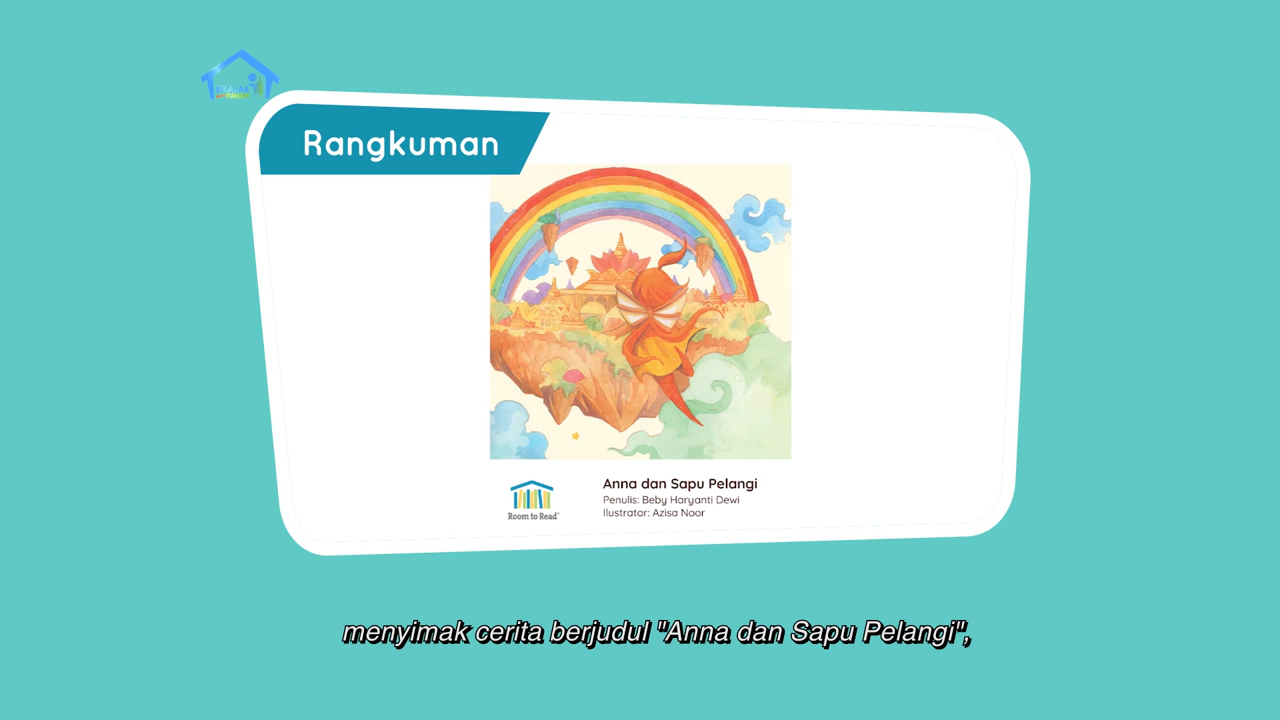 Rangkuman
Anna dan Sapu Pelangi
Penulis: Beby Haryanti Dewi
Ilustrator: Azisa Noor
Room to Read
menyimak cerita berjudul "Anna dan Sapu Pelangi",